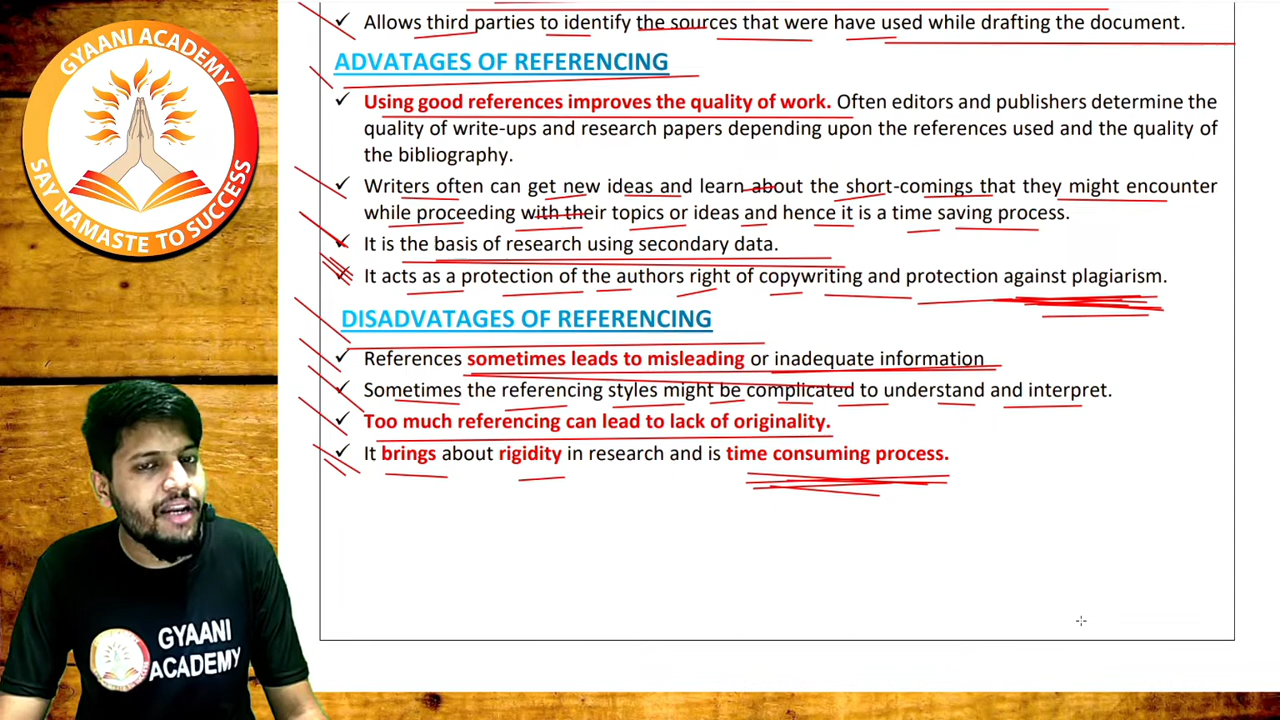 Allows third parties to identify the sources that were have used while drafting the document.
ADVATAGES OF REFERENCING
Using good references improves the quality of work. Often editors and publishers determine the
quality of write-ups and research papers depending upon the references used and the quality of
the bibliography.
Writers often can get new ideas and learn about the short-comings that they might encounter
while proceeding with their topics or ideas and hence it is a time saving process.
It is the basis of research using secondary data.
It acts as a protection of the authors right of copywriting and protection against plagiarism.
DISADVATAGES OF REFERENCING
References sometimes leads to misleading or inadequate information
Sometimes the referencing styles might be complicated to understand and interpret.
Too much referencing can lead to lack of originality.
It brings about rigidity in research and is time consuming process.
GYAANI ACADEMY
SAY NAMASTE TO SUCCESS
GYAANI
ACADEMY